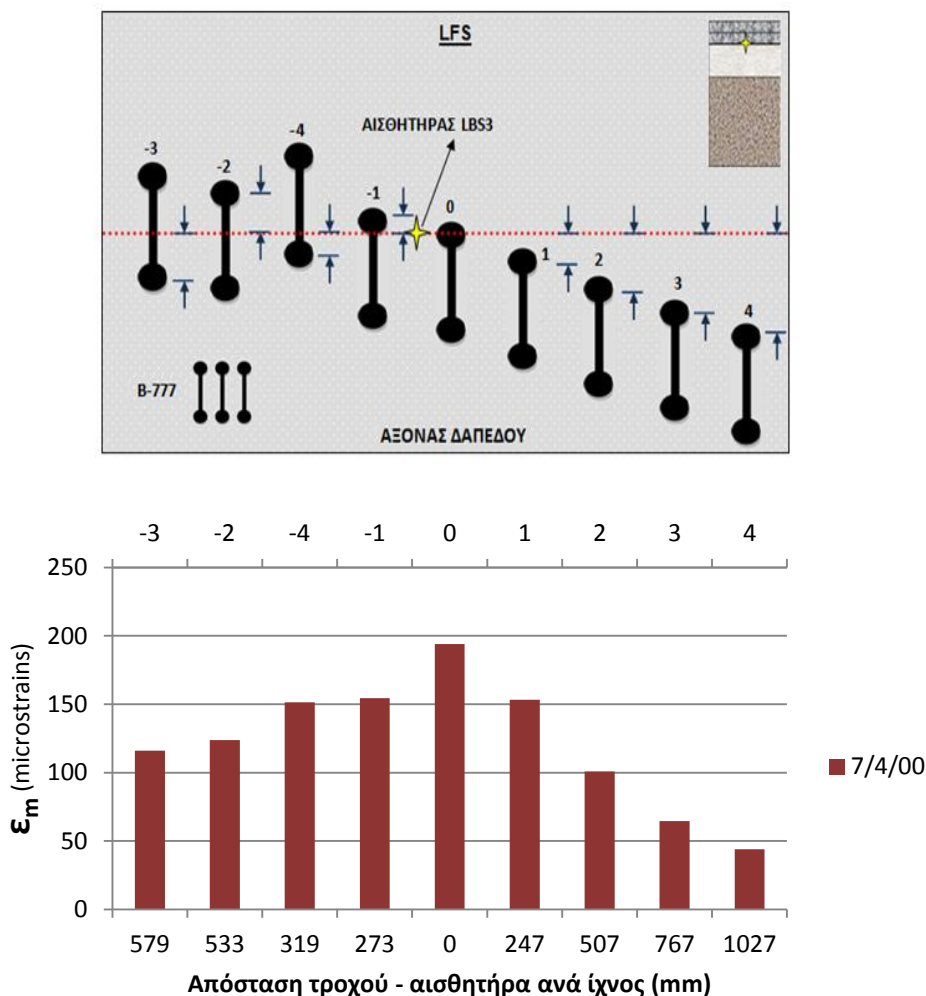 LFS
ΑΙΣΘΗΤΗΡΑΣ LBS3
-3
-2
-4
-1
0
1
2
3
4
B-777
ΑΞΟΝΑΣ ΔΑΠΕΔΟΥ
-3 -2 -4 -1 0 1 2 3 4
250
200
150
100
50
0
εm (microstrains)
7/4/00
579 533 319 273 0 247 507 767 1027
Απόσταση τροχού - αισθητήρα ανά ίχνος (mm)